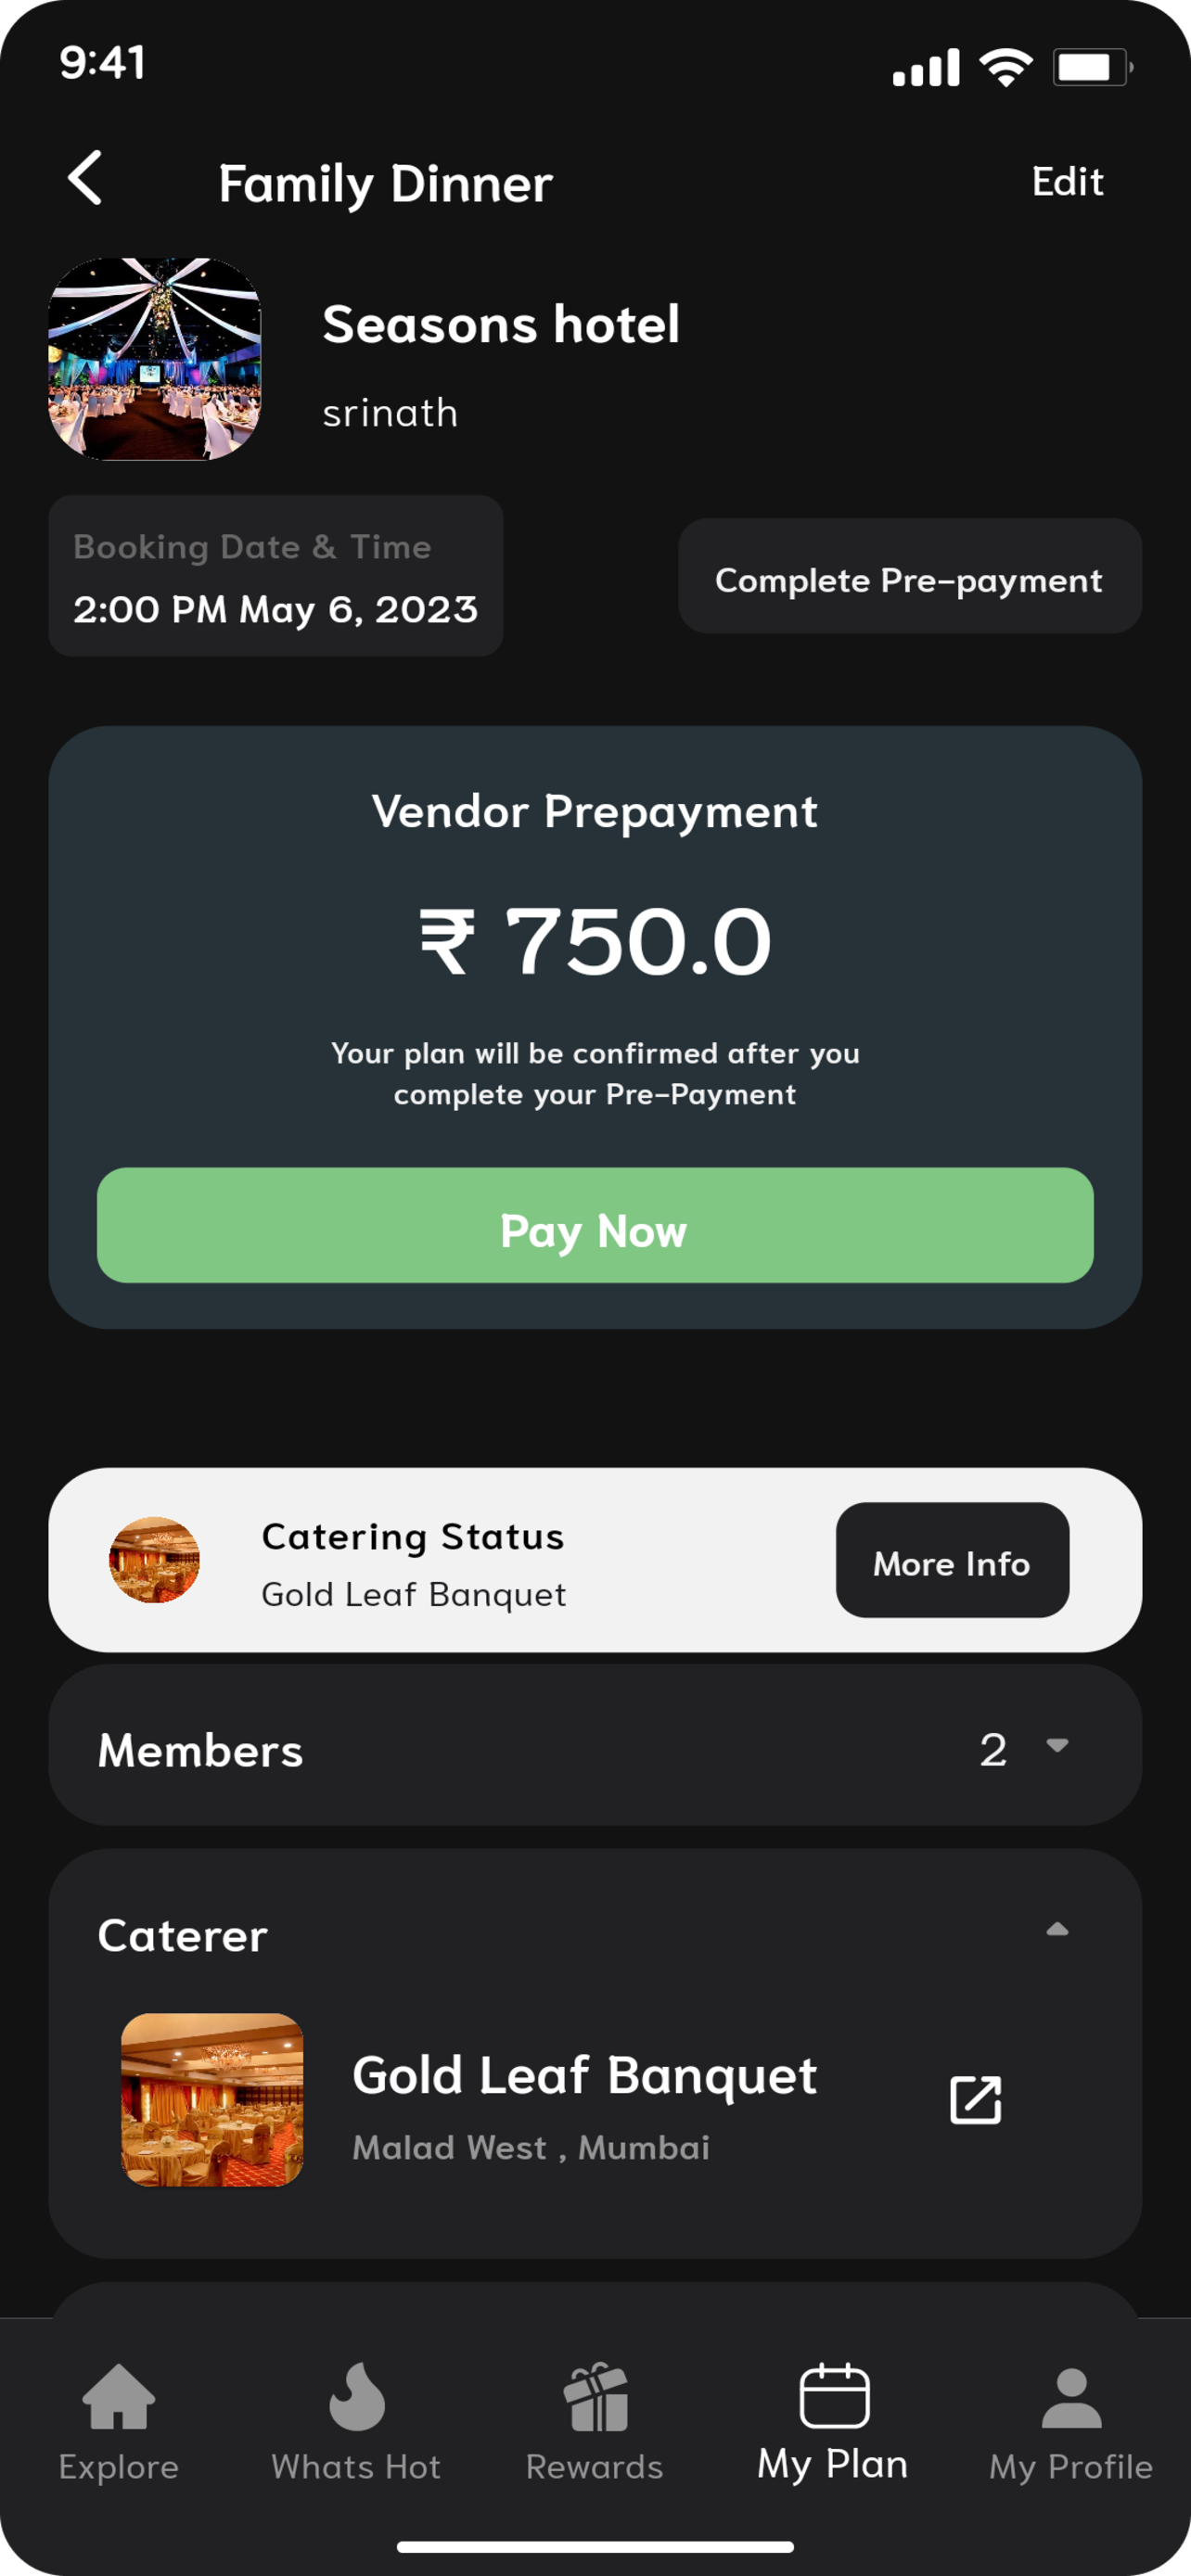 9:41
Family Dinner
Edit
Seasons hotel
srinath
Booking Date & Time
2:00 PM May 6, 2023
Complete Pre-payment
Vendor Prepayment
₹ 750.0
Your plan will be confirmed after you
complete your Pre-Payment
Pay Now
Catering Status
Gold Leaf Banquet
More Info
Members
2
Caterer
Gold Leaf Banquet
Malad West , Mumbai
Explore
Whats Hot
Rewards
My Plan
My Profile